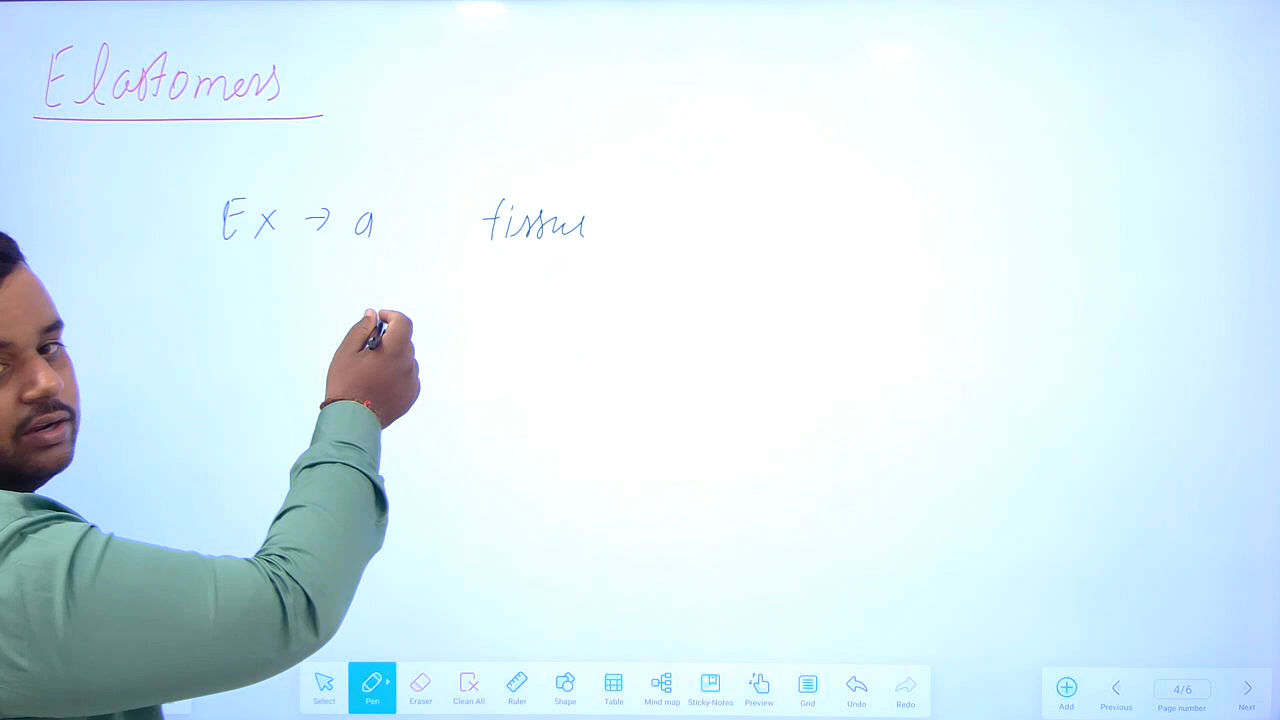 Elastomers
Ex → a tissue
Select Pen Eraser Clean All Ruler Shape Table Mind map Sticky-Notes Preview Grid Undo Redo
Add Previous 4/6 Page number Next